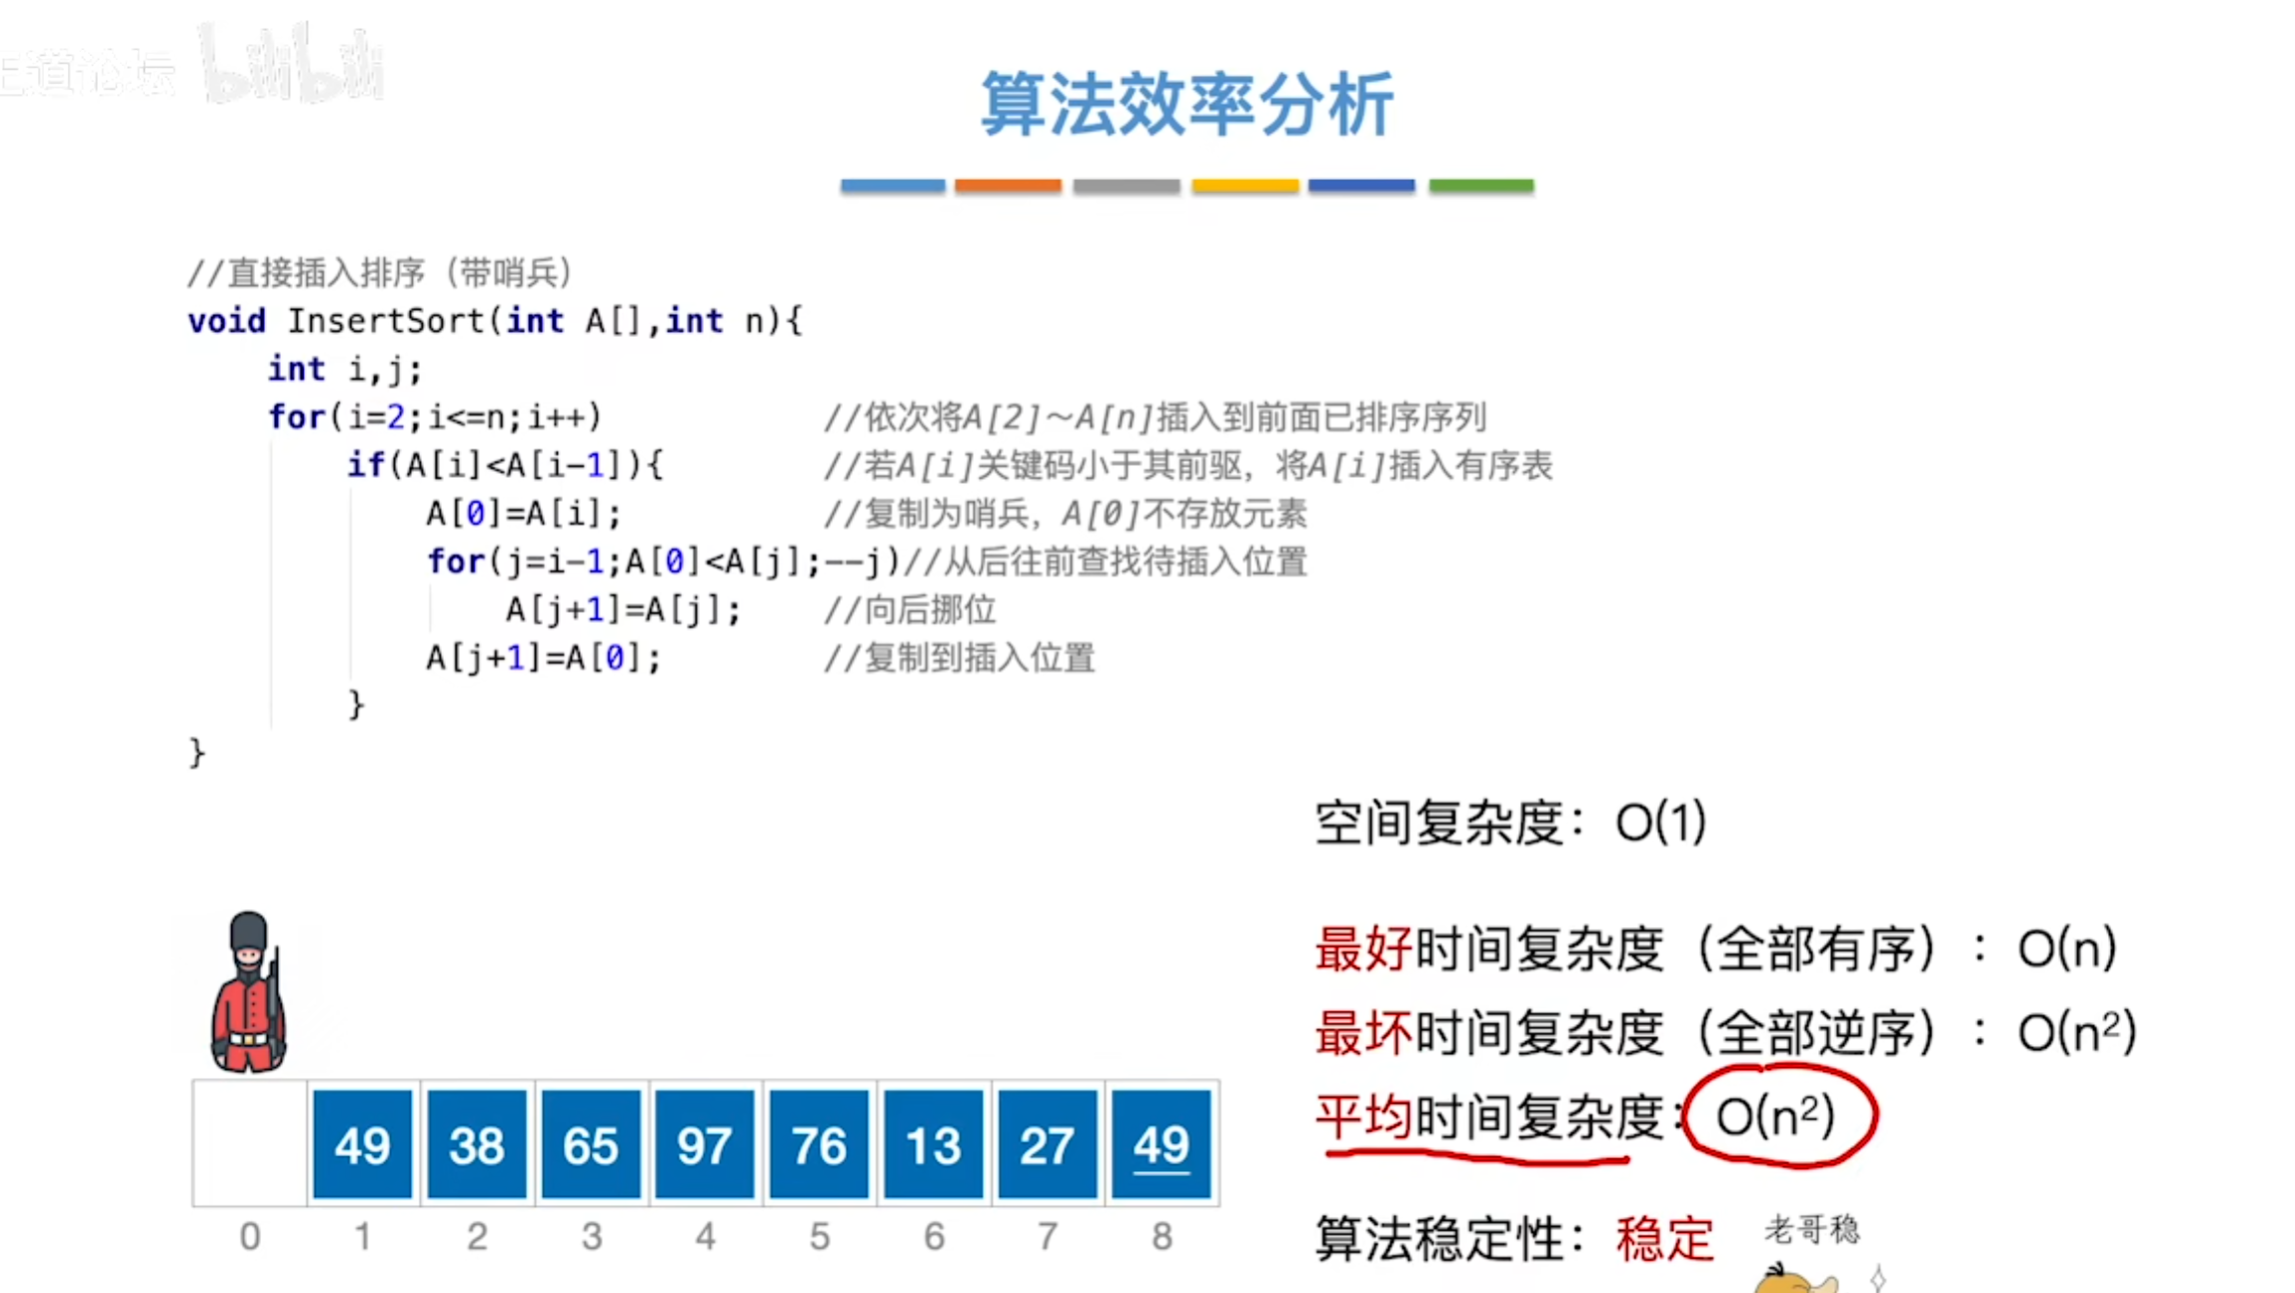 王道论坛 bilibili
算法效率分析
//直接插入排序（带哨兵）
void InsertSort(int A[],int n){
    int i,j;
    for(i=2;i<=n;i++)           //依次将A[2]～A[n]插入到前面已排序序列
        if(A[i]<A[i-1]){        //若A[i]关键码小于其前驱，将A[i]插入有序表
            A[0]=A[i];          //复制为哨兵，A[0]不存放元素
            for(j=i-1;A[0]<A[j];--j)//从后往前查找待插入位置
                A[j+1]=A[j];    //向后挪位
            A[j+1]=A[0];        //复制到插入位置
        }
}
空间复杂度：O(1)
最好时间复杂度（全部有序）：O(n)
最坏时间复杂度（全部逆序）：O(n²)
平均时间复杂度：O(n²)
49 38 65 97 76 13 27 49
0 1 2 3 4 5 6 7 8
算法稳定性：稳定
老哥稳